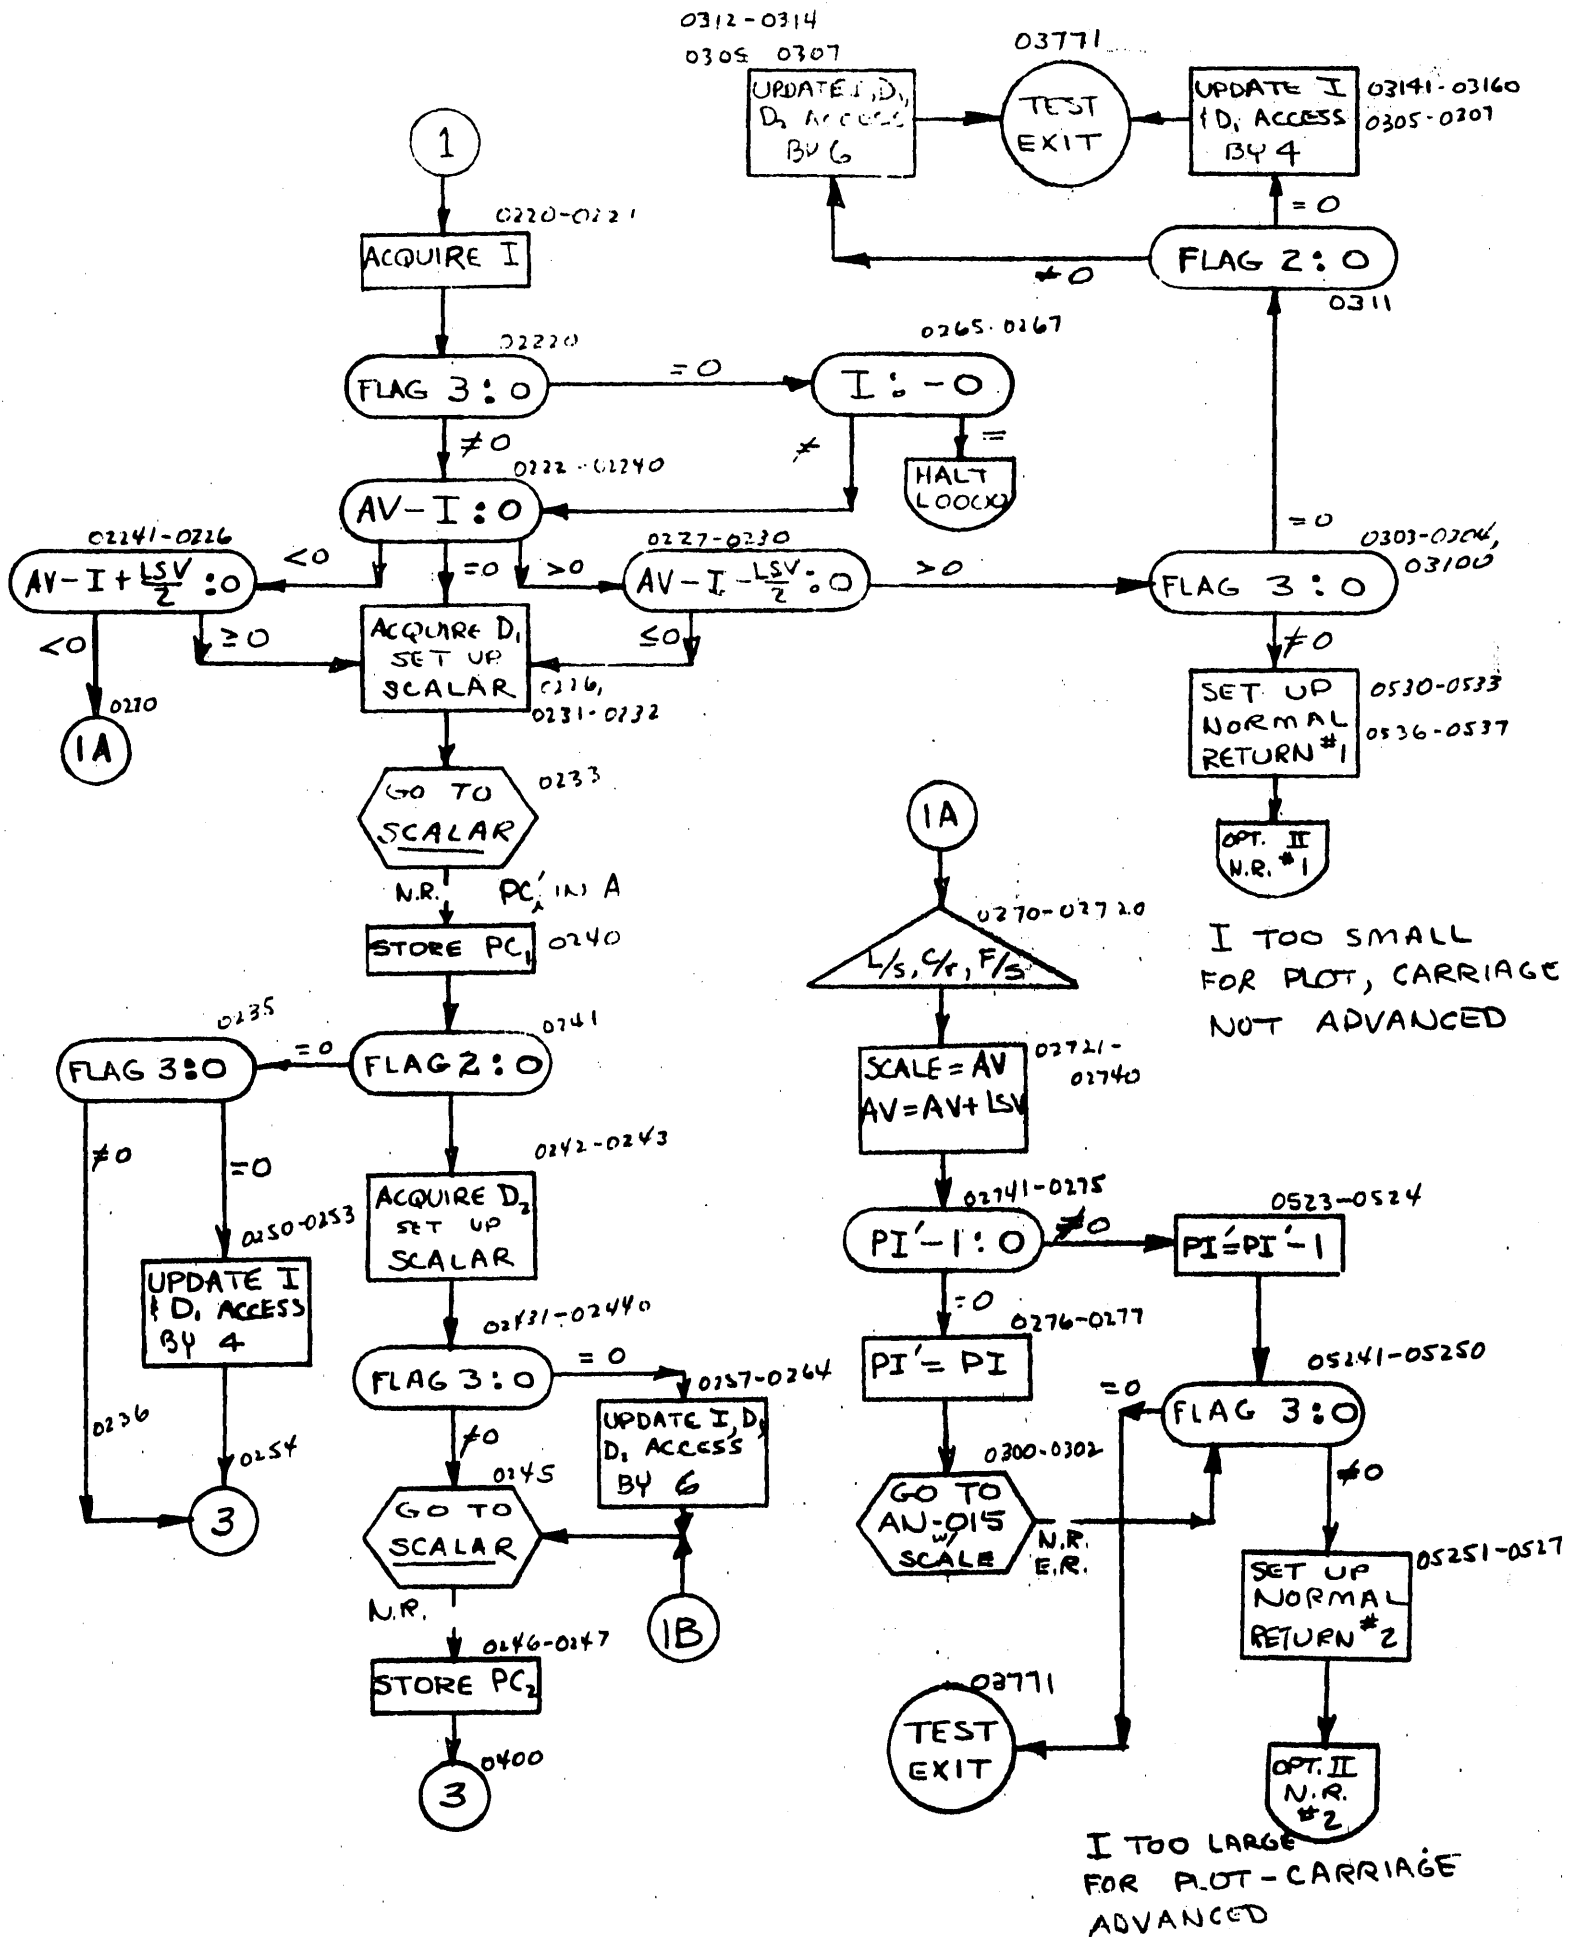 0312-0314
0305 0307
UPDATE I, D1,
D2 ACCESS
BY 6
03771
TEST
EXIT
UPDATE I
& D1 ACCESS
BY 4
03141-03160
0305-0307
= 0
FLAG 2 : 0
≠ 0
0311
1
0220-0221
ACQUIRE I
02220
FLAG 3 : 0
= 0
0265-0267
I : - 0
≠ 0
≠
=
HALT
0222-02240
AV - I : 0
02241-0226
AV - I + LSV/2 : 0
<0
=0
>0
0227-0230
AV - I - LSV/2 : 0
>0
= 0
0303-0304,
03100
FLAG 3 : 0
≠ 0
<0
≥0
≤0
ACQUIRE D1
SET UP
SCALAR
0226,
0231-0232
0270
1A
SET UP
NORMAL
RETURN #1
0530-0533
0536-0537
OPT. II
N.R. #1
I TOO SMALL
FOR PLOT, CARRIAGE
NOT ADVANCED
GO TO
SCALAR
0233
N.R.
PC1' IN A
STORE PC1
0240
0241
FLAG 2 : 0
= 0
0235
FLAG 3 : 0
≠ 0
= 0
0250-0253
UPDATE I
& D1 ACCESS
BY 4
0236
0254
3
0242-0243
ACQUIRE D2
SET UP
SCALAR
02431-02440
FLAG 3 : 0
= 0
0257-0264
UPDATE I, D1,
D2 ACCESS
BY 6
≠ 0
0245
GO TO
SCALAR
1B
N.R.
0246-0247
STORE PC2
0400
3
1A
0270-02720
L/S, C/r, F/S
SCALE = AV
AV = AV + LSV
02721-
02740
02741-0275
PI' - 1 : 0
≠ 0
0523-0524
PI' = PI' - 1
= 0
0276-0277
PI' = PI
0300-0302
GO TO
AN-015
w/
SCALE
N.R.
E.R.
05241-05250
FLAG 3 : 0
= 0
≠ 0
05251-0527
SET UP
NORMAL
RETURN #2
03771
TEST
EXIT
OPT. II
N.R.
#2
I TOO LARGE
FOR PLOT - CARRIAGE
ADVANCED